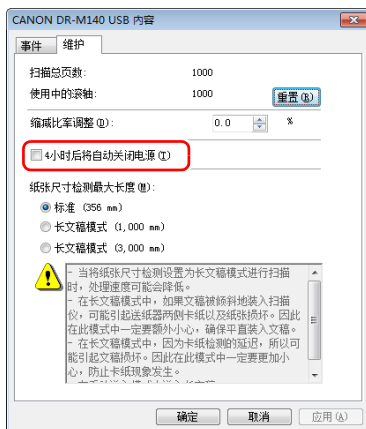 CANON DR-M140 USB 内容
事件 维护
扫描总页数: 1000
使用中的滚轴: 1000 重置(R)
缩减比率调整(D): 0.0 %
4小时后将自动关闭电源(T)
纸张尺寸检测最大长度(M):
标准 (356 mm)
长文稿模式 (1,000 mm)
长文稿模式 (3,000 mm)
- 当将纸张尺寸检测设置为长文稿模式进行扫描
时，处理速度可能会降低。
- 在长文稿模式中，如果文稿被倾斜地装入扫描
仪，可能引起送纸器两侧卡纸以及纸张损坏。因此
在此模式中一定要额外小心，确保平直装入文稿。
- 在长文稿模式中，因为卡纸检测的延迟，所以可
能引起文稿损坏。因此在此模式中一定要更加小
心，防止卡纸现象发生。
确定 取消 应用(A)